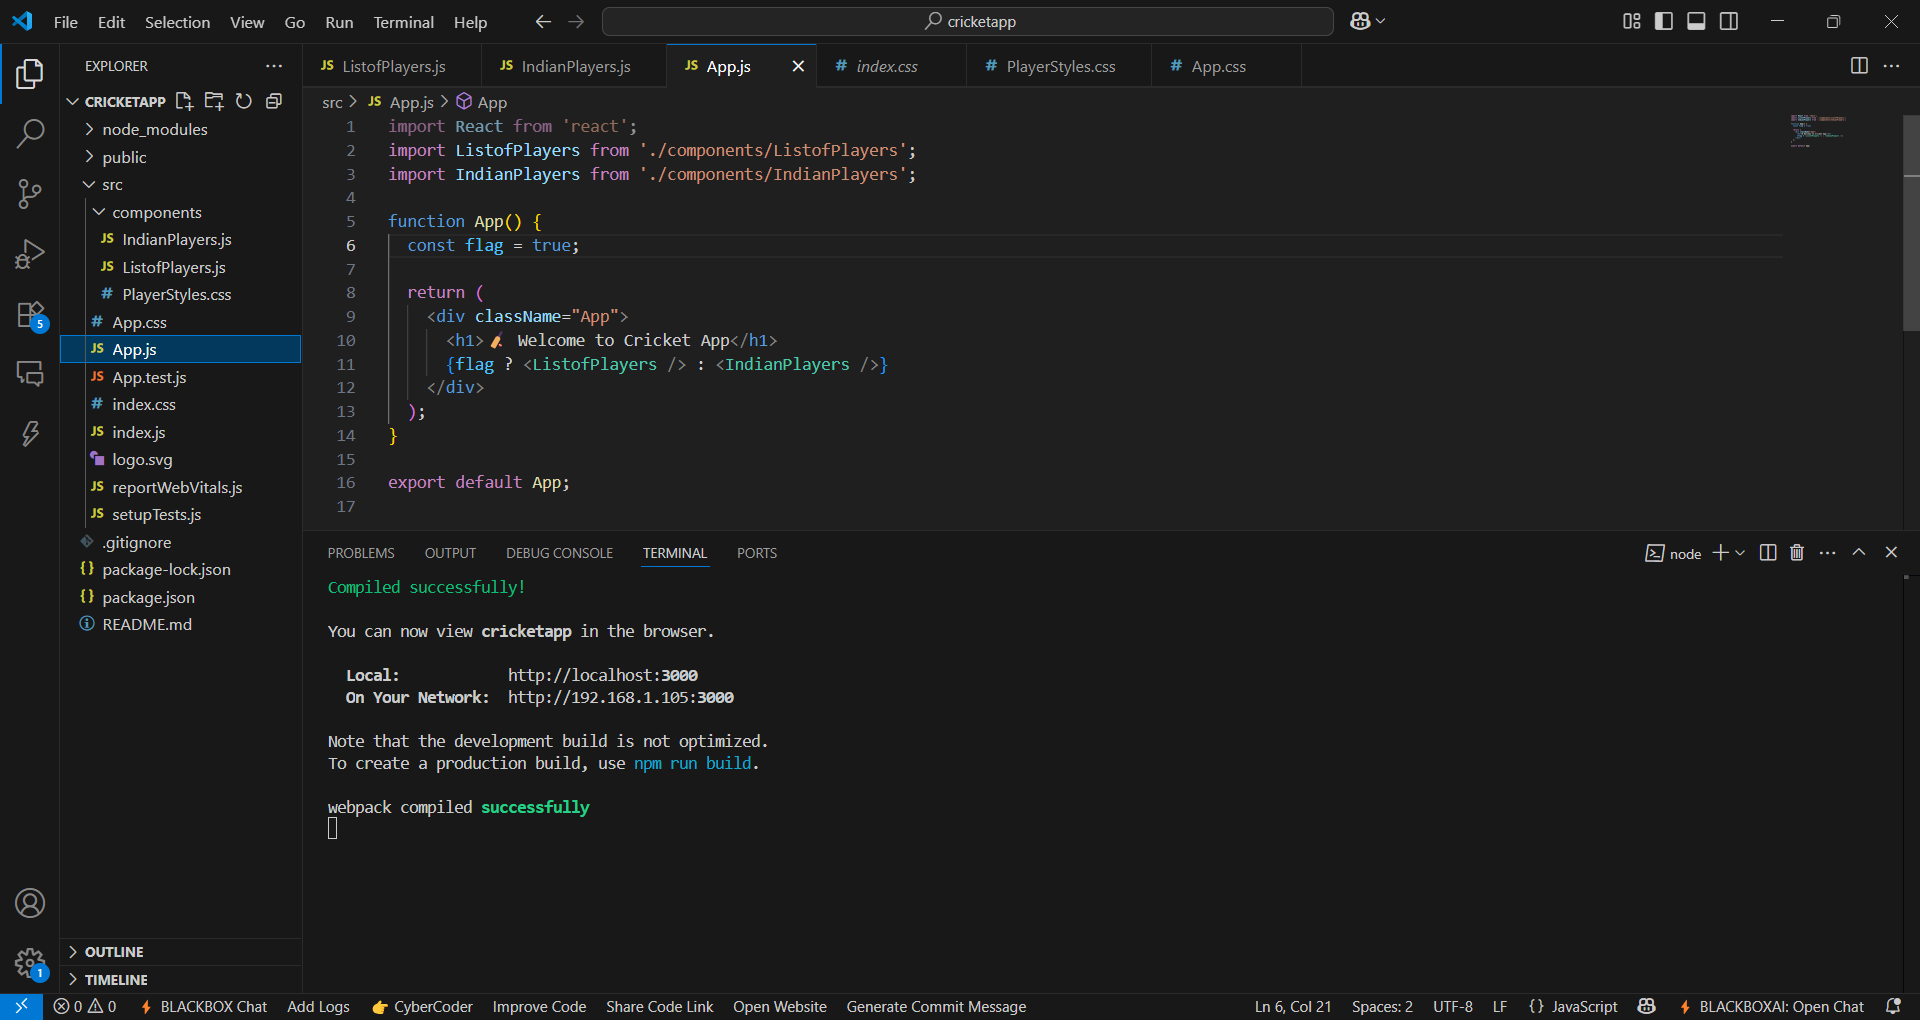 File Edit Selection View Go Run Terminal Help cricketapp
EXPLORER
CRICKETAPP
node_modules
public
src
components
JS IndianPlayers.js
JS ListofPlayers.js
# PlayerStyles.css
# App.css
JS App.js
JS App.test.js
# index.css
JS index.js
logo.svg
JS reportWebVitals.js
JS setupTests.js
.gitignore
{} package-lock.json
{} package.json
README.md
OUTLINE
TIMELINE
5
1
JS ListofPlayers.js JS IndianPlayers.js JS App.js # index.css # PlayerStyles.css # App.css
src > JS App.js > App
1 import React from 'react';
2 import ListofPlayers from './components/ListofPlayers';
3 import IndianPlayers from './components/IndianPlayers';
4
5 function App() {
6 const flag = true;
7
8 return (
9 <div className="App">
10 <h1>🏏 Welcome to Cricket App</h1>
11 {flag ? <ListofPlayers /> : <IndianPlayers />}
12 </div>
13 );
14 }
15
16 export default App;
17
PROBLEMS OUTPUT DEBUG CONSOLE TERMINAL PORTS node
Compiled successfully!
You can now view cricketapp in the browser.
Local: http://localhost:3000
On Your Network: http://192.168.1.105:3000
Note that the development build is not optimized.
To create a production build, use npm run build.
webpack compiled successfully
0 0 BLACKBOX Chat Add Logs 👉 CyberCoder Improve Code Share Code Link Open Website Generate Commit Message Ln 6, Col 21 Spaces: 2 UTF-8 LF {} JavaScript BLACKBOXAI: Open Chat